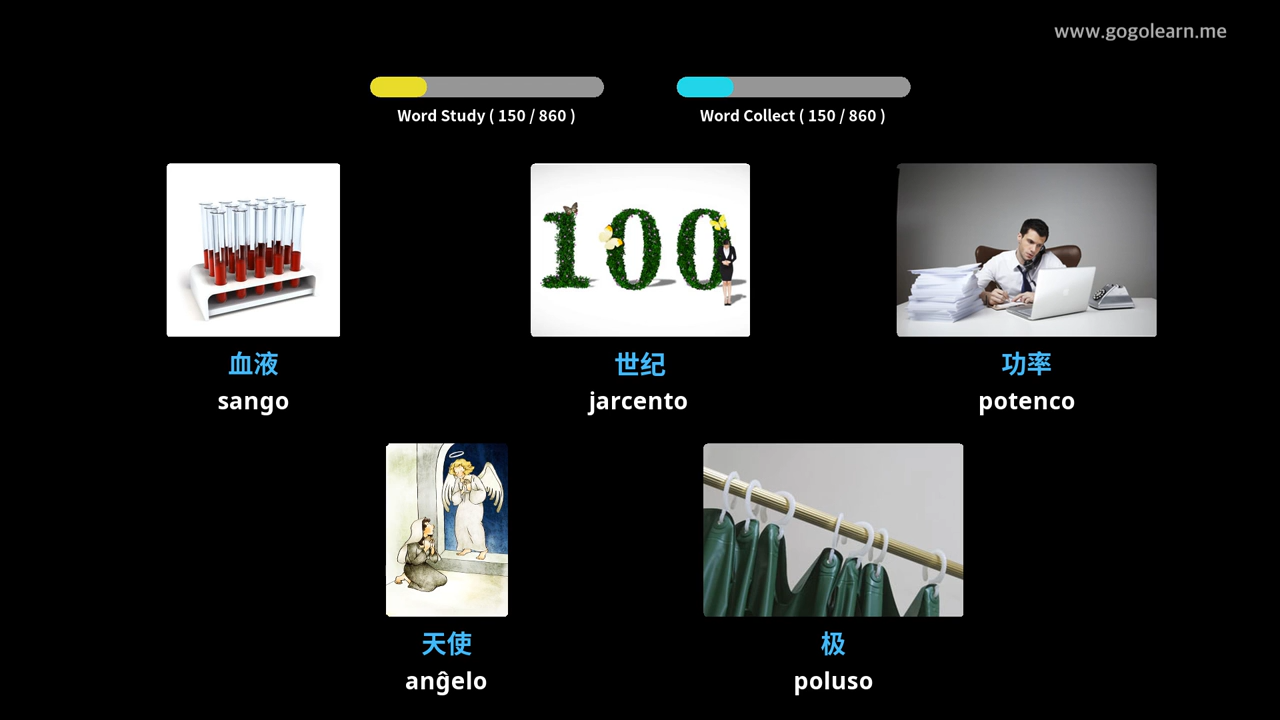 www.gogolearn.me
Word Study ( 150 / 860 )
Word Collect ( 150 / 860 )
血液
sango
世纪
jarcento
功率
potenco
天使
anĝelo
极
poluso